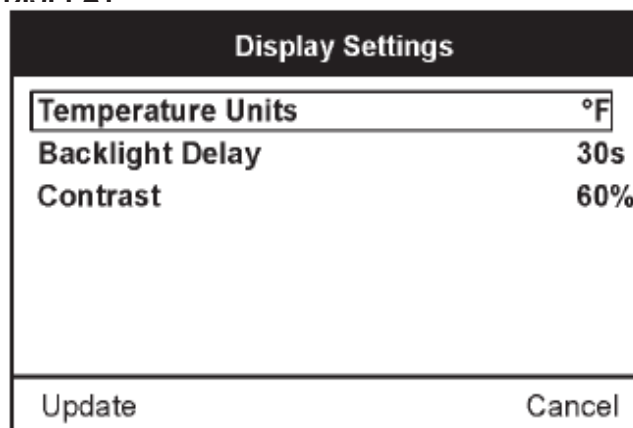 Display Settings
Temperature Units °F
Backlight Delay 30s
Contrast 60%
Update Cancel